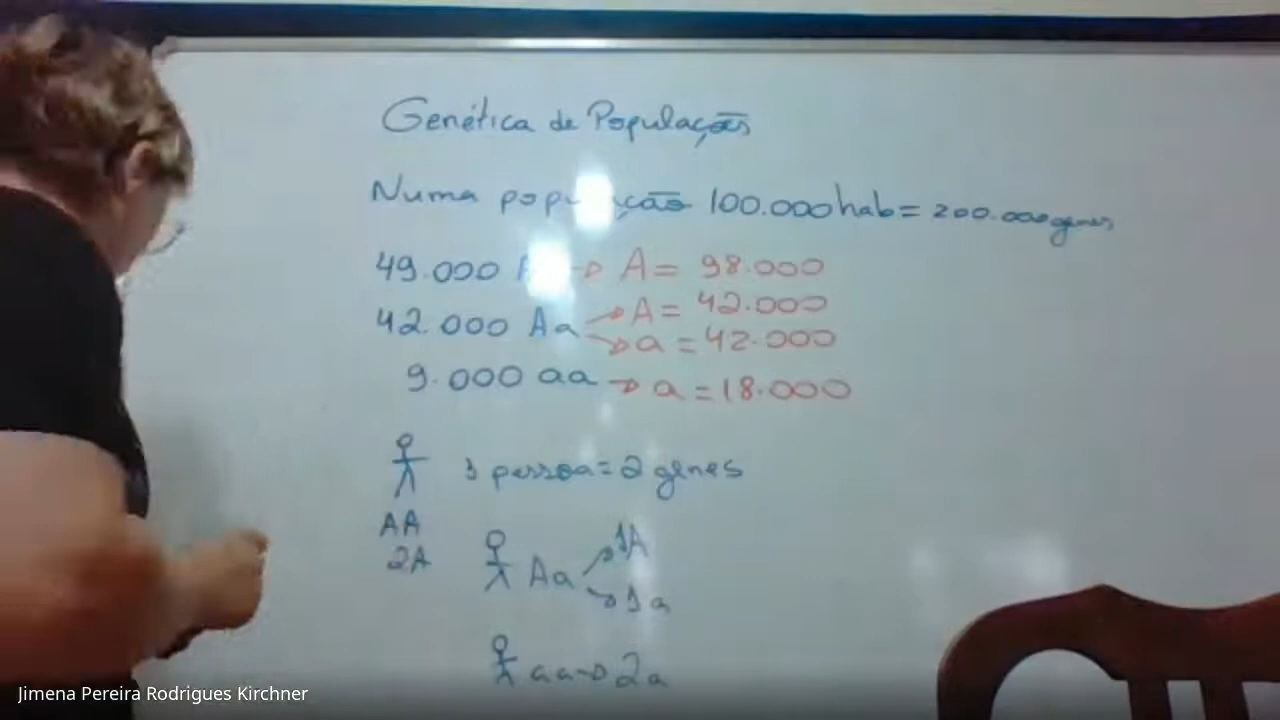 Genética de Populações
Numa popu ção 100.000 hab = 200.000 genes
49.000 A → A = 98.000
42.000 Aa → A = 42.000
→ a = 42.000
9.000 aa → a = 18.000
1 pessoa = 2 genes
AA
2A
Aa → 1A
→ 1a
aa → 2a
Jimena Pereira Rodrigues Kirchner